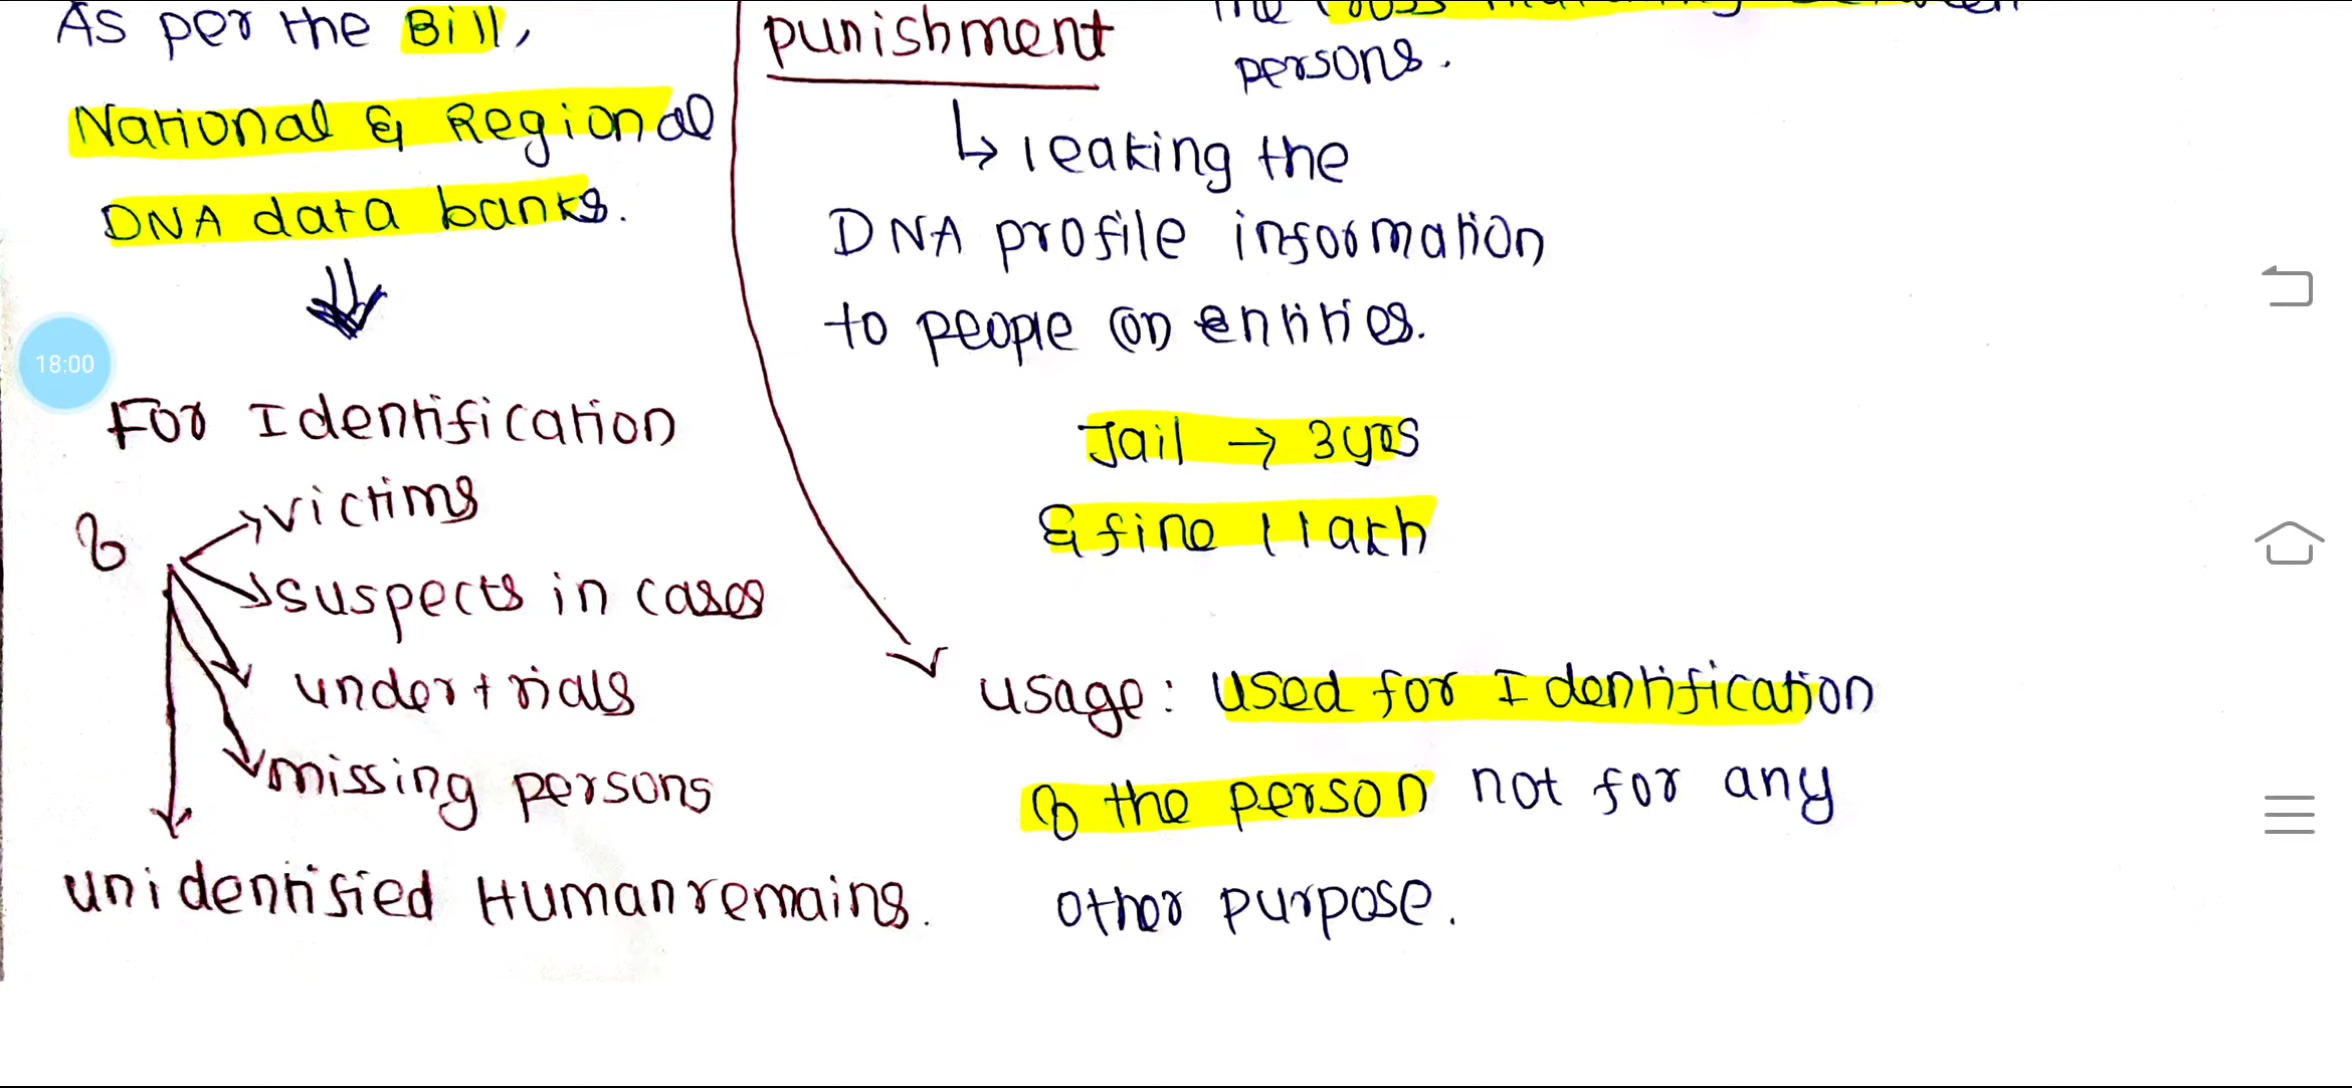 As per the Bill,
National & Regional
DNA data banks.
18:00
For Identification
of
victims
suspects in cases
undertrials
missing persons
unidentified Human remains.
punishment
persons.
leaking the
DNA profile information
to people (or) entities.
Jail → 3yrs
& fine 1 lakh
usage: used for Identification
of the person not for any
other purpose.